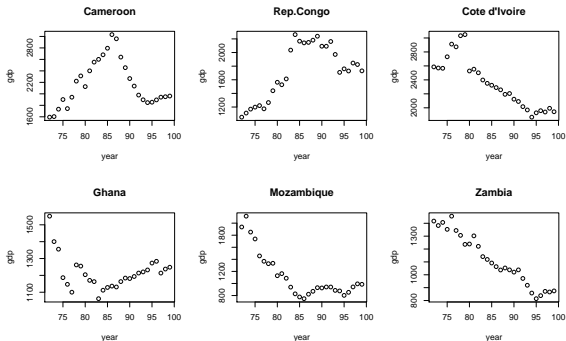 Cameroon
gdp
2800
2200
1600
75 80 85 90 95 100
year
Rep.Congo
gdp
2000
1600
1200
75 80 85 90 95 100
year
Cote d'Ivoire
gdp
2800
2400
2000
75 80 85 90 95 100
year
Ghana
gdp
1500
1300
1100
75 80 85 90 95 100
year
Mozambique
gdp
1800
1200
800
75 80 85 90 95 100
year
Zambia
gdp
1300
1000
800
75 80 85 90 95 100
year